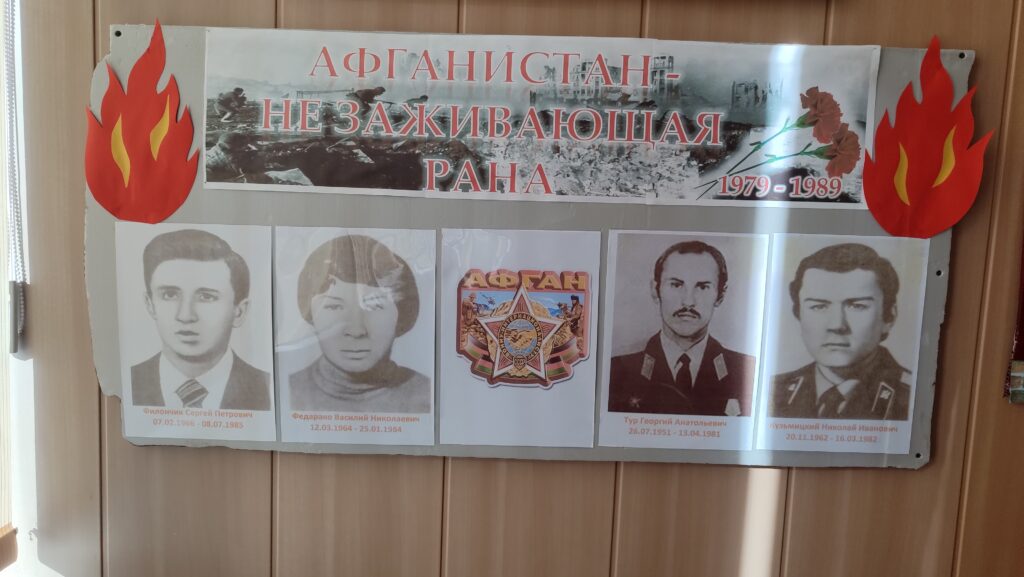 АФГАНИСТАН -
НЕ ЗАЖИВАЮЩАЯ
РАНА
1979 - 1989
Филончик Сергей Петрович
07.02.1966 - 08.07.1985
Федарако Василий Николаевич
12.03.1964 - 25.01.1984
АФГАН
Тур Георгий Анатольевич
26.07.1951 - 13.04.1981
Кузьмицкий Николай Иванович
20.11.1962 - 16.03.1982